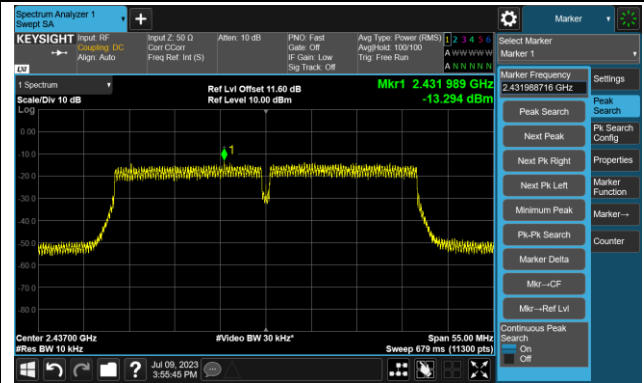 Spectrum Analyzer 1
Swept SA
+
Marker
KEYSIGHT
Input: RF
Coupling: DC
Align: Auto
Input Z: 50 Ω
Corr CCorr
Freq Ref: Int (S)
Atten: 10 dB
PNO: Fast
Gate: Off
IF Gain: Low
Sig Track: Off
Avg Type: Power (RMS)
Avg|Hold: 100/100
Trig: Free Run
1 2 3 4 5 6
A W W W W W
A N N N N N
LXI
Select Marker
Marker 1
1 Spectrum
Scale/Div 10 dB
Log
Ref Lvl Offset 11.60 dB
Ref Level 10.00 dBm
Mkr1 2.431 989 GHz
-13.294 dBm
0.00
-10.0
-20.0
-30.0
-40.0
-50.0
-60.0
-70.0
-80.0
1
Center 2.43700 GHz
#Res BW 10 kHz
#Video BW 30 kHz*
Span 55.00 MHz
Sweep 679 ms (11300 pts)
Marker Frequency
2.431988716 GHz
Peak Search
Next Peak
Next Pk Right
Next Pk Left
Minimum Peak
Pk-Pk Search
Marker Delta
Mkr→CF
Mkr→Ref Lvl
Continuous Peak
Search
On
Off
Settings
Peak
Search
Pk Search
Config
Properties
Marker
Function
Marker→
Counter
?
Jul 09, 2023
3:55:45 PM